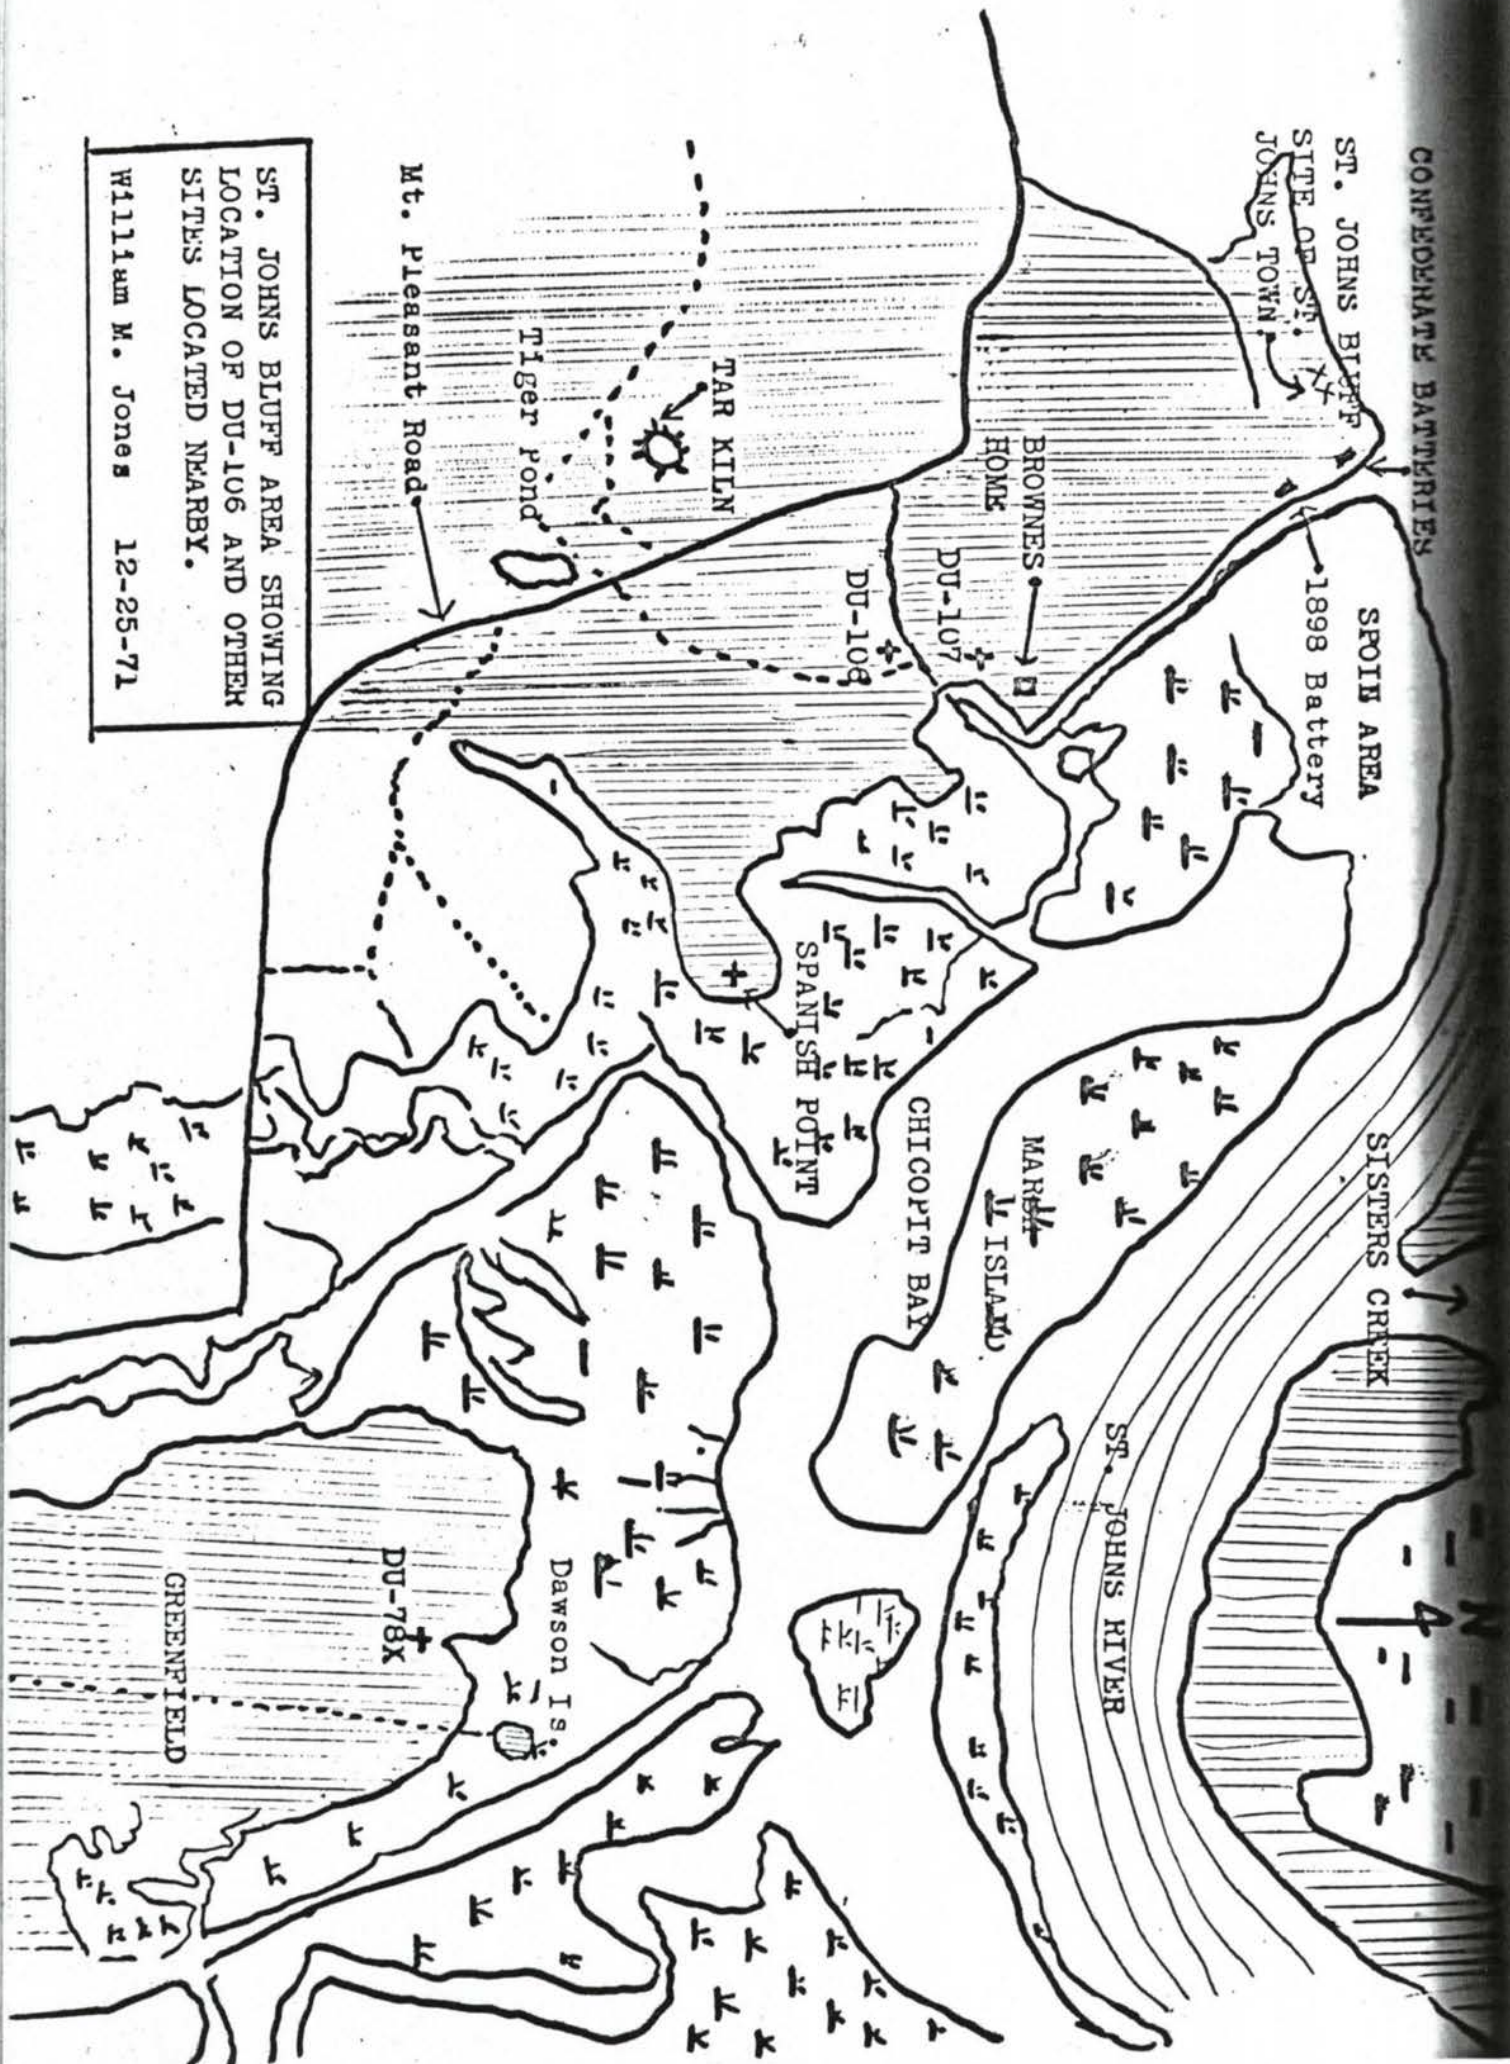 CONFEDERATE BATTERIES
ST. JOHNS BLUFF
SITE OF ST.
JOHNS TOWN.
1898 Battery
SPOIL AREA
SISTERS CREEK
N
BROWNES
HOME
DU-107
DU-106
TAR KILN
Tiger Pond
Mt. Pleasant Road
SPANISH POINT
CHICOPIT BAY
MARSH
ISLAND.
ST. JOHNS RIVER
Dawson Is.
DU-78X
GREENFIELD
ST. JOHNS BLUFF AREA SHOWING
LOCATION OF DU-106 AND OTHER
SITES LOCATED NEARBY.
William M. Jones 12-25-71